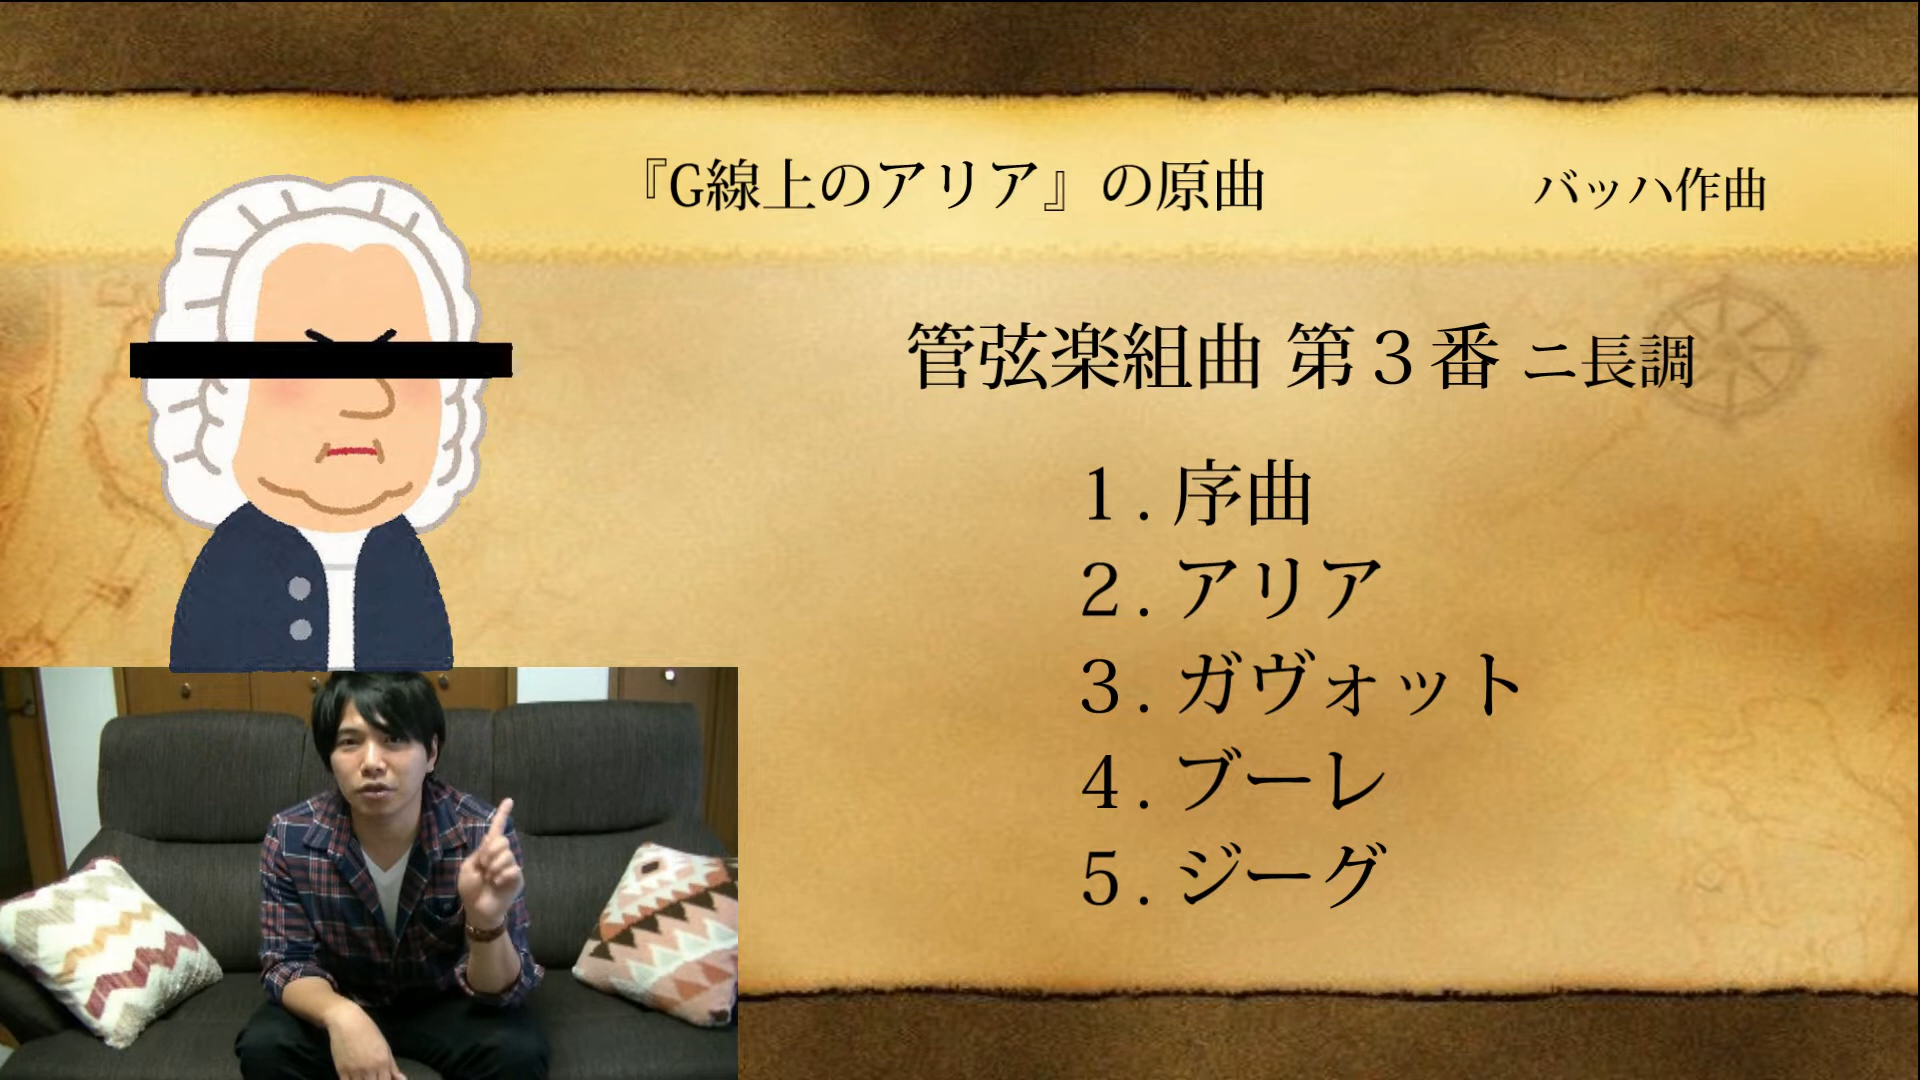 『G線上のアリア』の原曲
バッハ作曲
管弦楽組曲 第３番 ニ長調
１. 序曲
２. アリア
３. ガヴォット
４. ブーレ
５. ジーグ